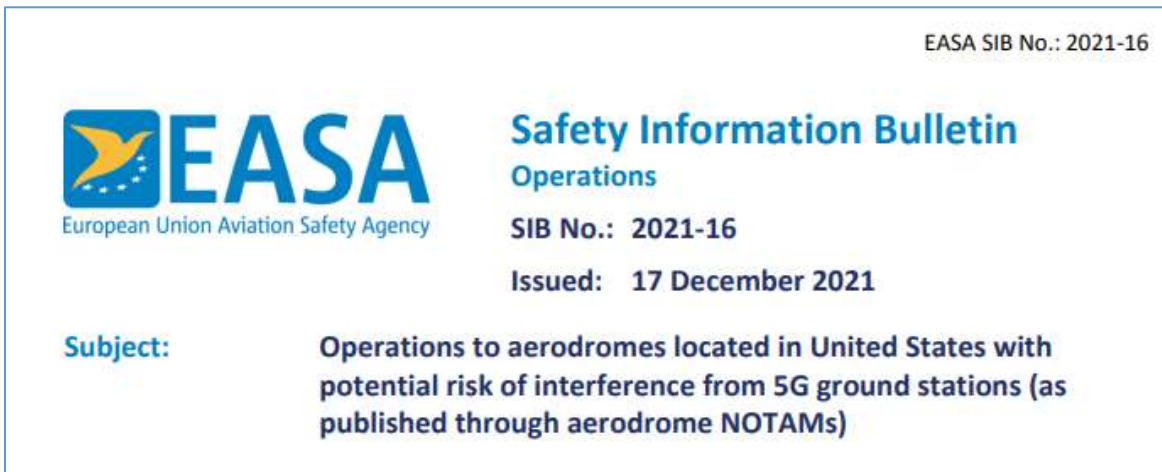 EASA SIB No.: 2021-16
EASA
European Union Aviation Safety Agency
Safety Information Bulletin
Operations
SIB No.: 2021-16
Issued: 17 December 2021
Subject: Operations to aerodromes located in United States with
potential risk of interference from 5G ground stations (as
published through aerodrome NOTAMs)